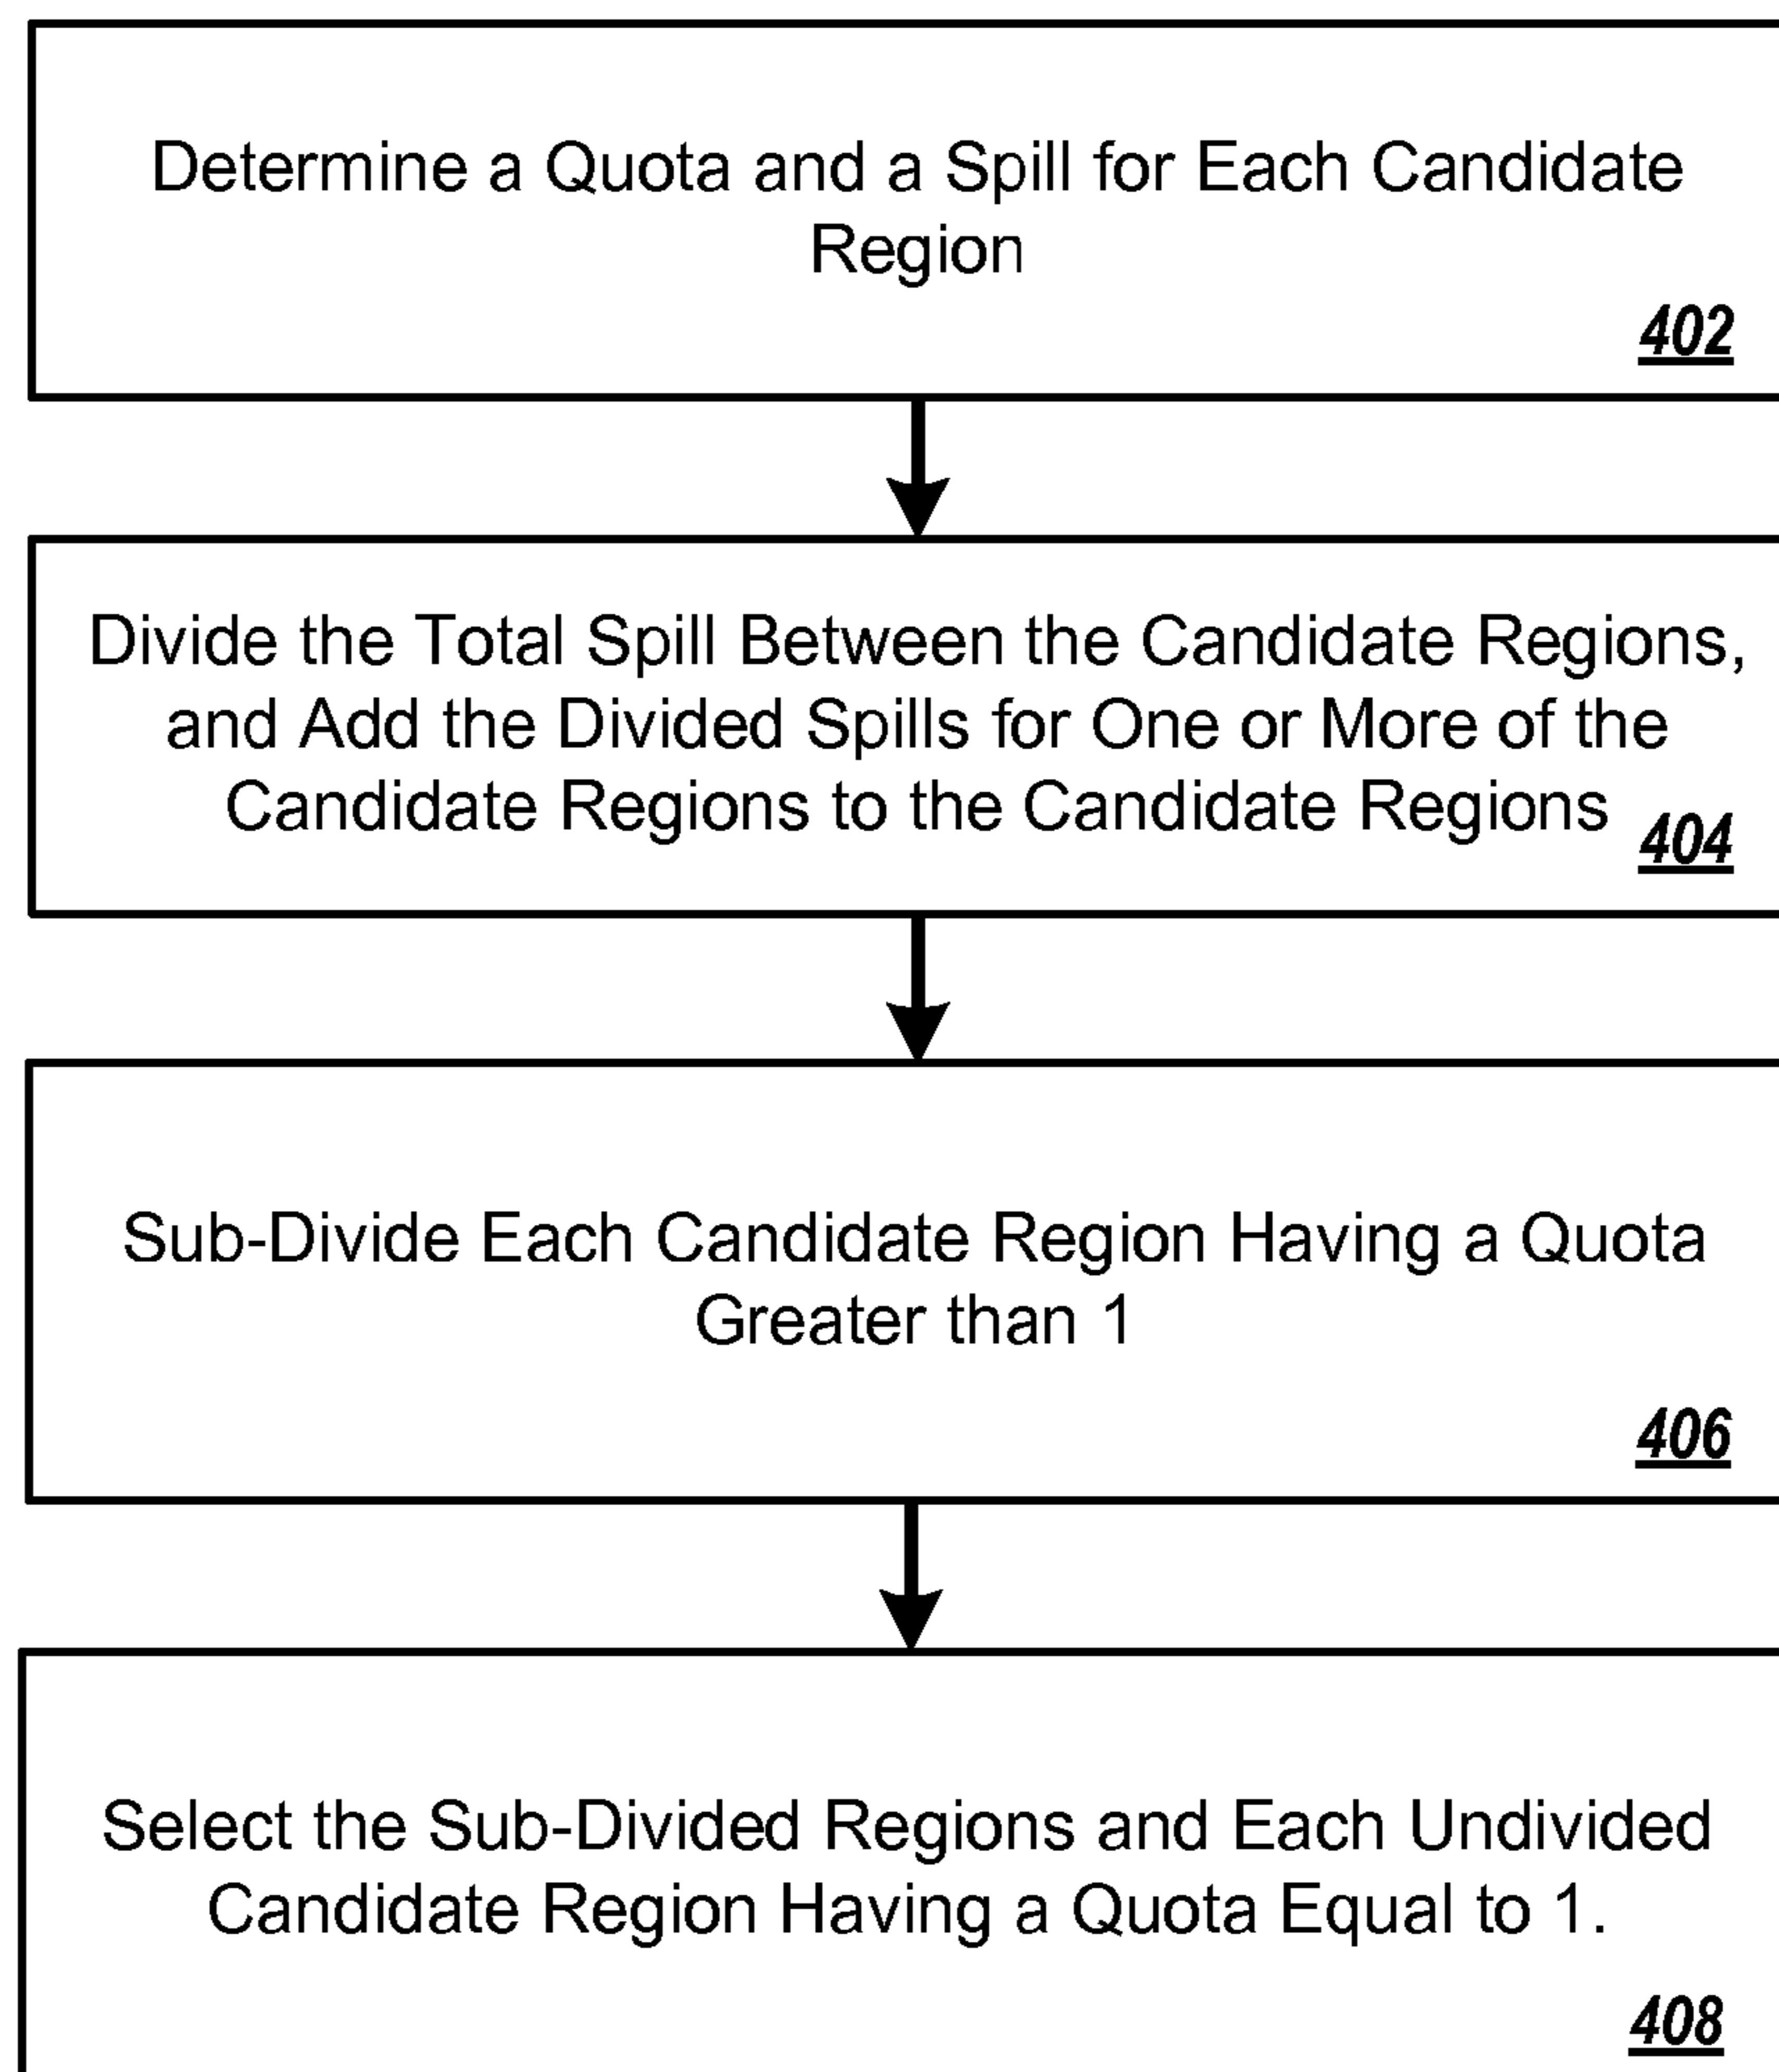 Determine a Quota and a Spill for Each Candidate
Region
402
Divide the Total Spill Between the Candidate Regions,
and Add the Divided Spills for One or More of the
Candidate Regions to the Candidate Regions
404
Sub-Divide Each Candidate Region Having a Quota
Greater than 1
406
Select the Sub-Divided Regions and Each Undivided
Candidate Region Having a Quota Equal to 1.
408